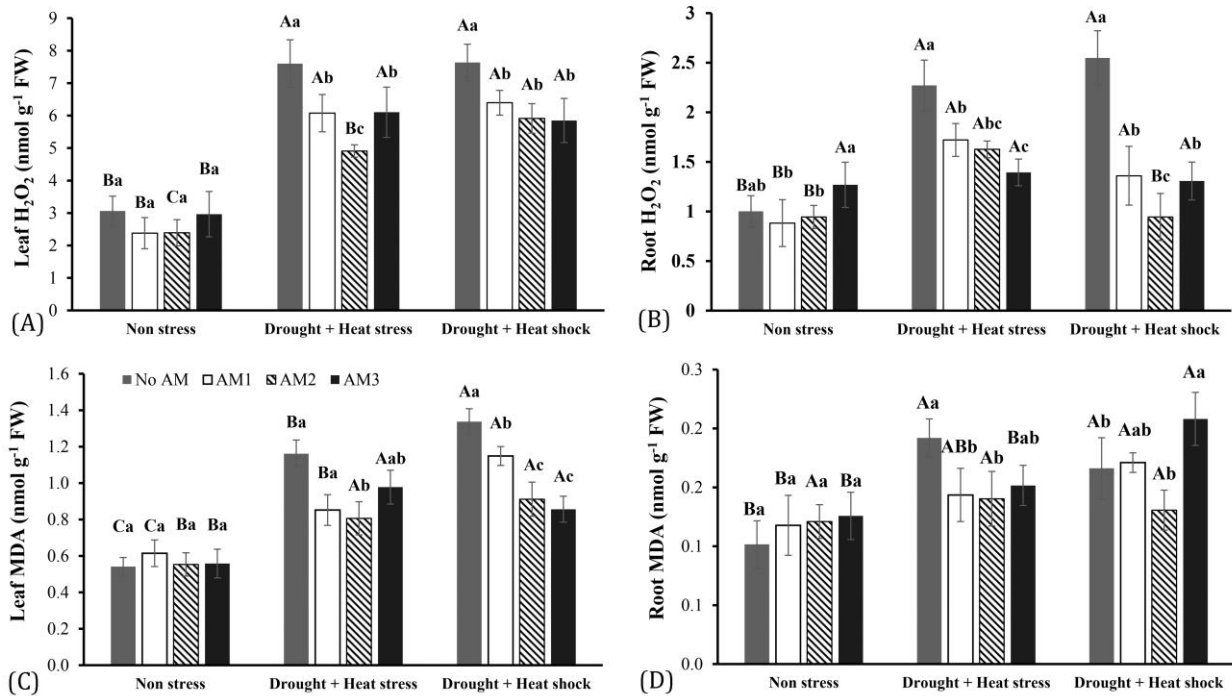 Leaf H₂O₂ (nmol g⁻¹ FW)
9
8
7
6
5
4
3
2
1
0
Ba Ba Ca Ba
Aa Ab Bc Ab
Aa Ab Ab Ab
Non stress Drought + Heat stress Drought + Heat shock
(A)
Root H₂O₂ (nmol g⁻¹ FW)
3
2.5
2
1.5
1
0.5
0
Bab Bb Bb Aa
Aa Ab Abc Ac
Aa Ab Bc Ab
Non stress Drought + Heat stress Drought + Heat shock
(B)
Leaf MDA (nmol g⁻¹ FW)
1.6
1.4
1.2
1.0
0.8
0.6
0.4
0.2
0.0
No AM AM1 AM2 AM3
Ca Ca Ba Ba
Ba Ba Ab Aab
Aa Ab Ac Ac
Non stress Drought + Heat stress Drought + Heat shock
(C)
Root MDA (nmol g⁻¹ FW)
0.3
0.2
0.2
0.1
0.1
0.0
Ba Ba Aa Ba
Aa ABb Ab Bab
Ab Aab Ab Aa
Non stress Drought + Heat stress Drought + Heat shock
(D)